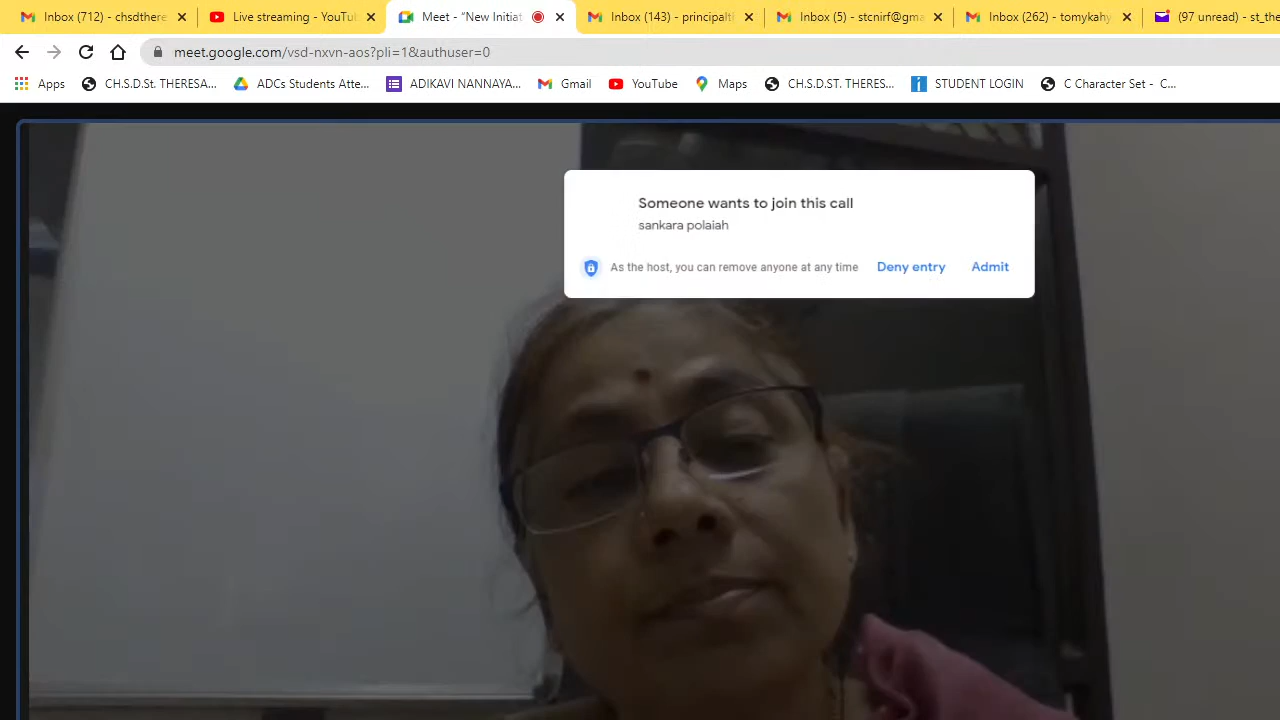 Inbox (712) - chsdthere
Live streaming - YouTu
Meet - “New Initiat
Inbox (143) - principalt
Inbox (5) - stcnirf@gma
Inbox (262) - tomykahy
(97 unread) - st_the
meet.google.com/vsd-nxvn-aos?pli=1&authuser=0
Apps
CH.S.D.St. THERESA...
ADCs Students Atte...
ADIKAVI NANNAYA...
Gmail
YouTube
Maps
CH.S.D.ST. THERES...
STUDENT LOGIN
C Character Set - C...
Someone wants to join this call
sankara polaiah
As the host, you can remove anyone at any time
Deny entry
Admit